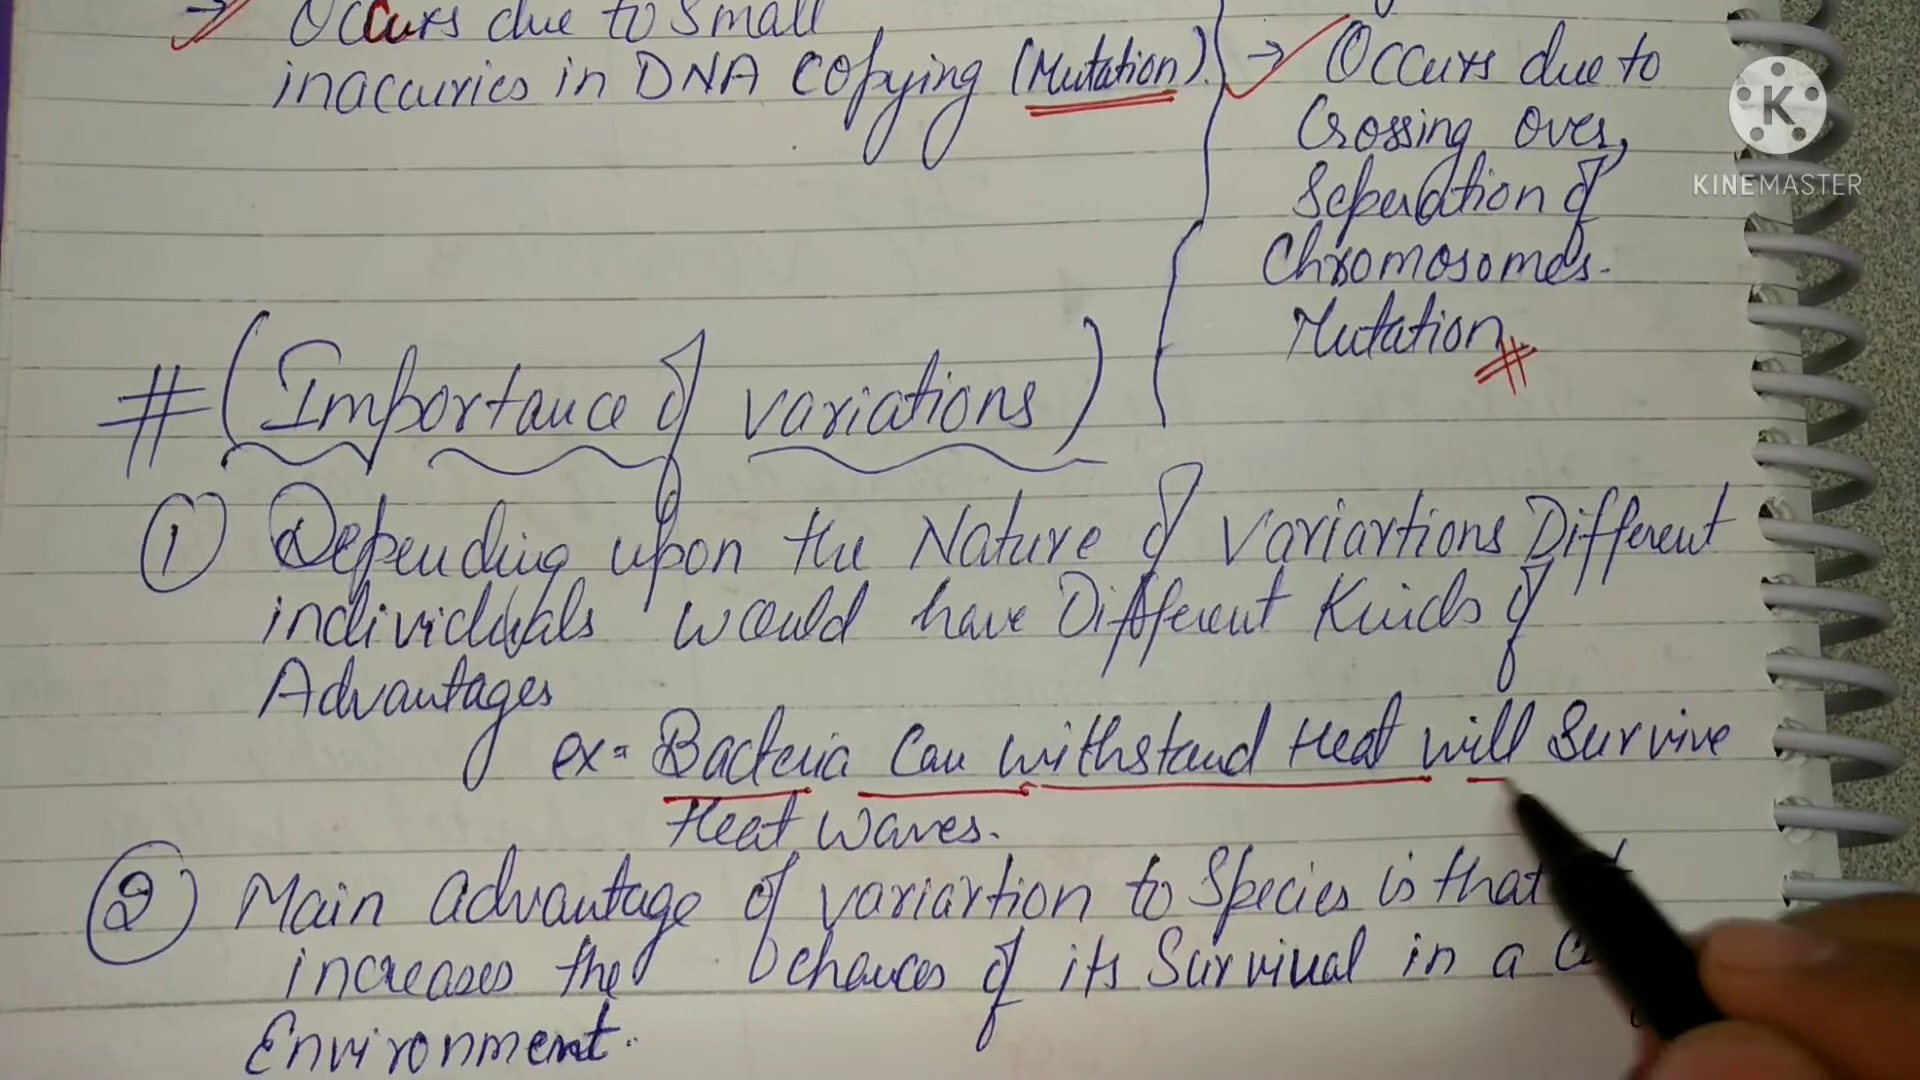 → Occurs due to Small
inaccuries in DNA Copying (Mutation).
→ Occurs due to
Crossing over,
Seperation of
Chromosomes.
Mutation
K
KINEMASTER
# (Importance of variations)
① Depending upon the Nature of Variartions Different
individuals would have Different Kinds of
Advantages
ex= Bacteria Can withstand Heat will Survive
Heat Waves.
② Main advantage of variartion to Species is that
increases the chances of its Survival in a
Environment.